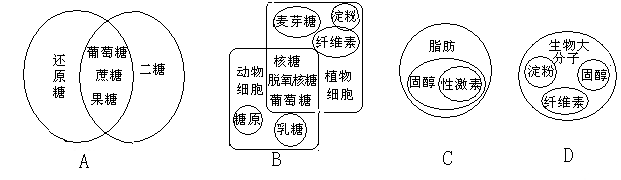 还原糖
葡萄糖
蔗糖
果糖
二糖
A
麦芽糖
淀粉
纤维素
动物细胞
核糖
脱氧核糖
葡萄糖
植物细胞
糖原
乳糖
B
脂肪
固醇
性激素
C
生物大
分子
淀粉
固醇
纤维素
D